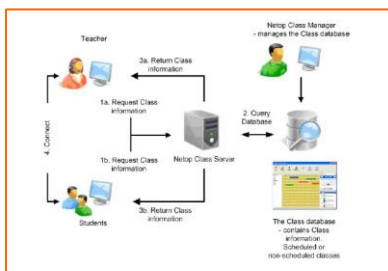 Teacher
3a. Return Class
information
Netop Class Manager
- manages the Class database
1a. Request Class
information
4. Connect
2. Query
Database
1b. Request Class
information
Netop Class Server
Students
3b. Return Class
information
The Class database
- contains Class
information.
Scheduled or
non-scheduled classes